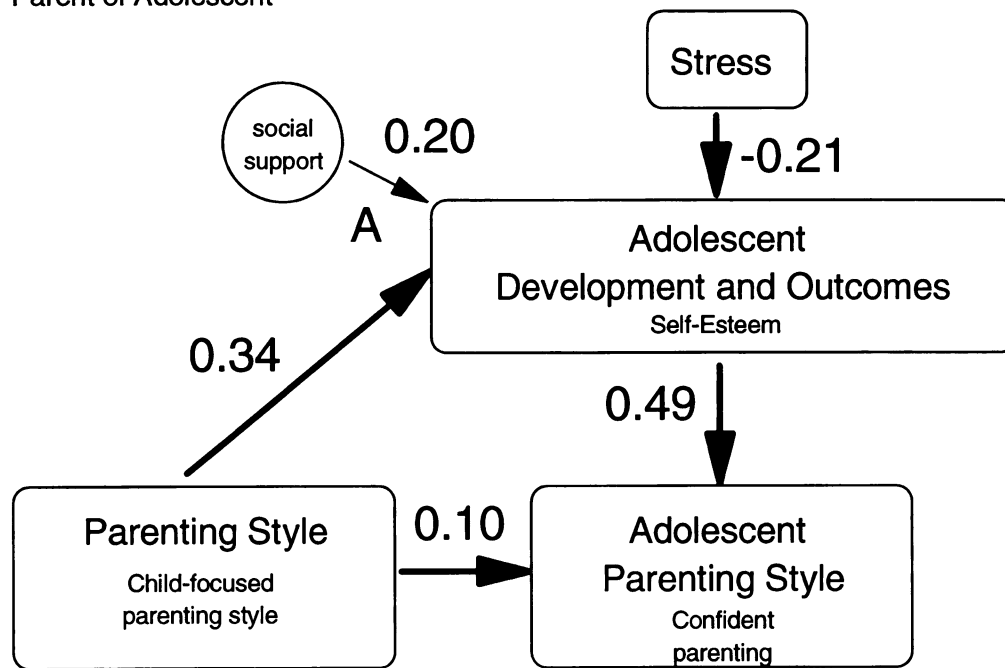 Parent of Adolescent
Stress
social
support
0.20
-0.21
A
Adolescent
Development and Outcomes
Self-Esteem
0.34
0.49
Parenting Style
Child-focused
parenting style
0.10
Adolescent
Parenting Style
Confident
parenting